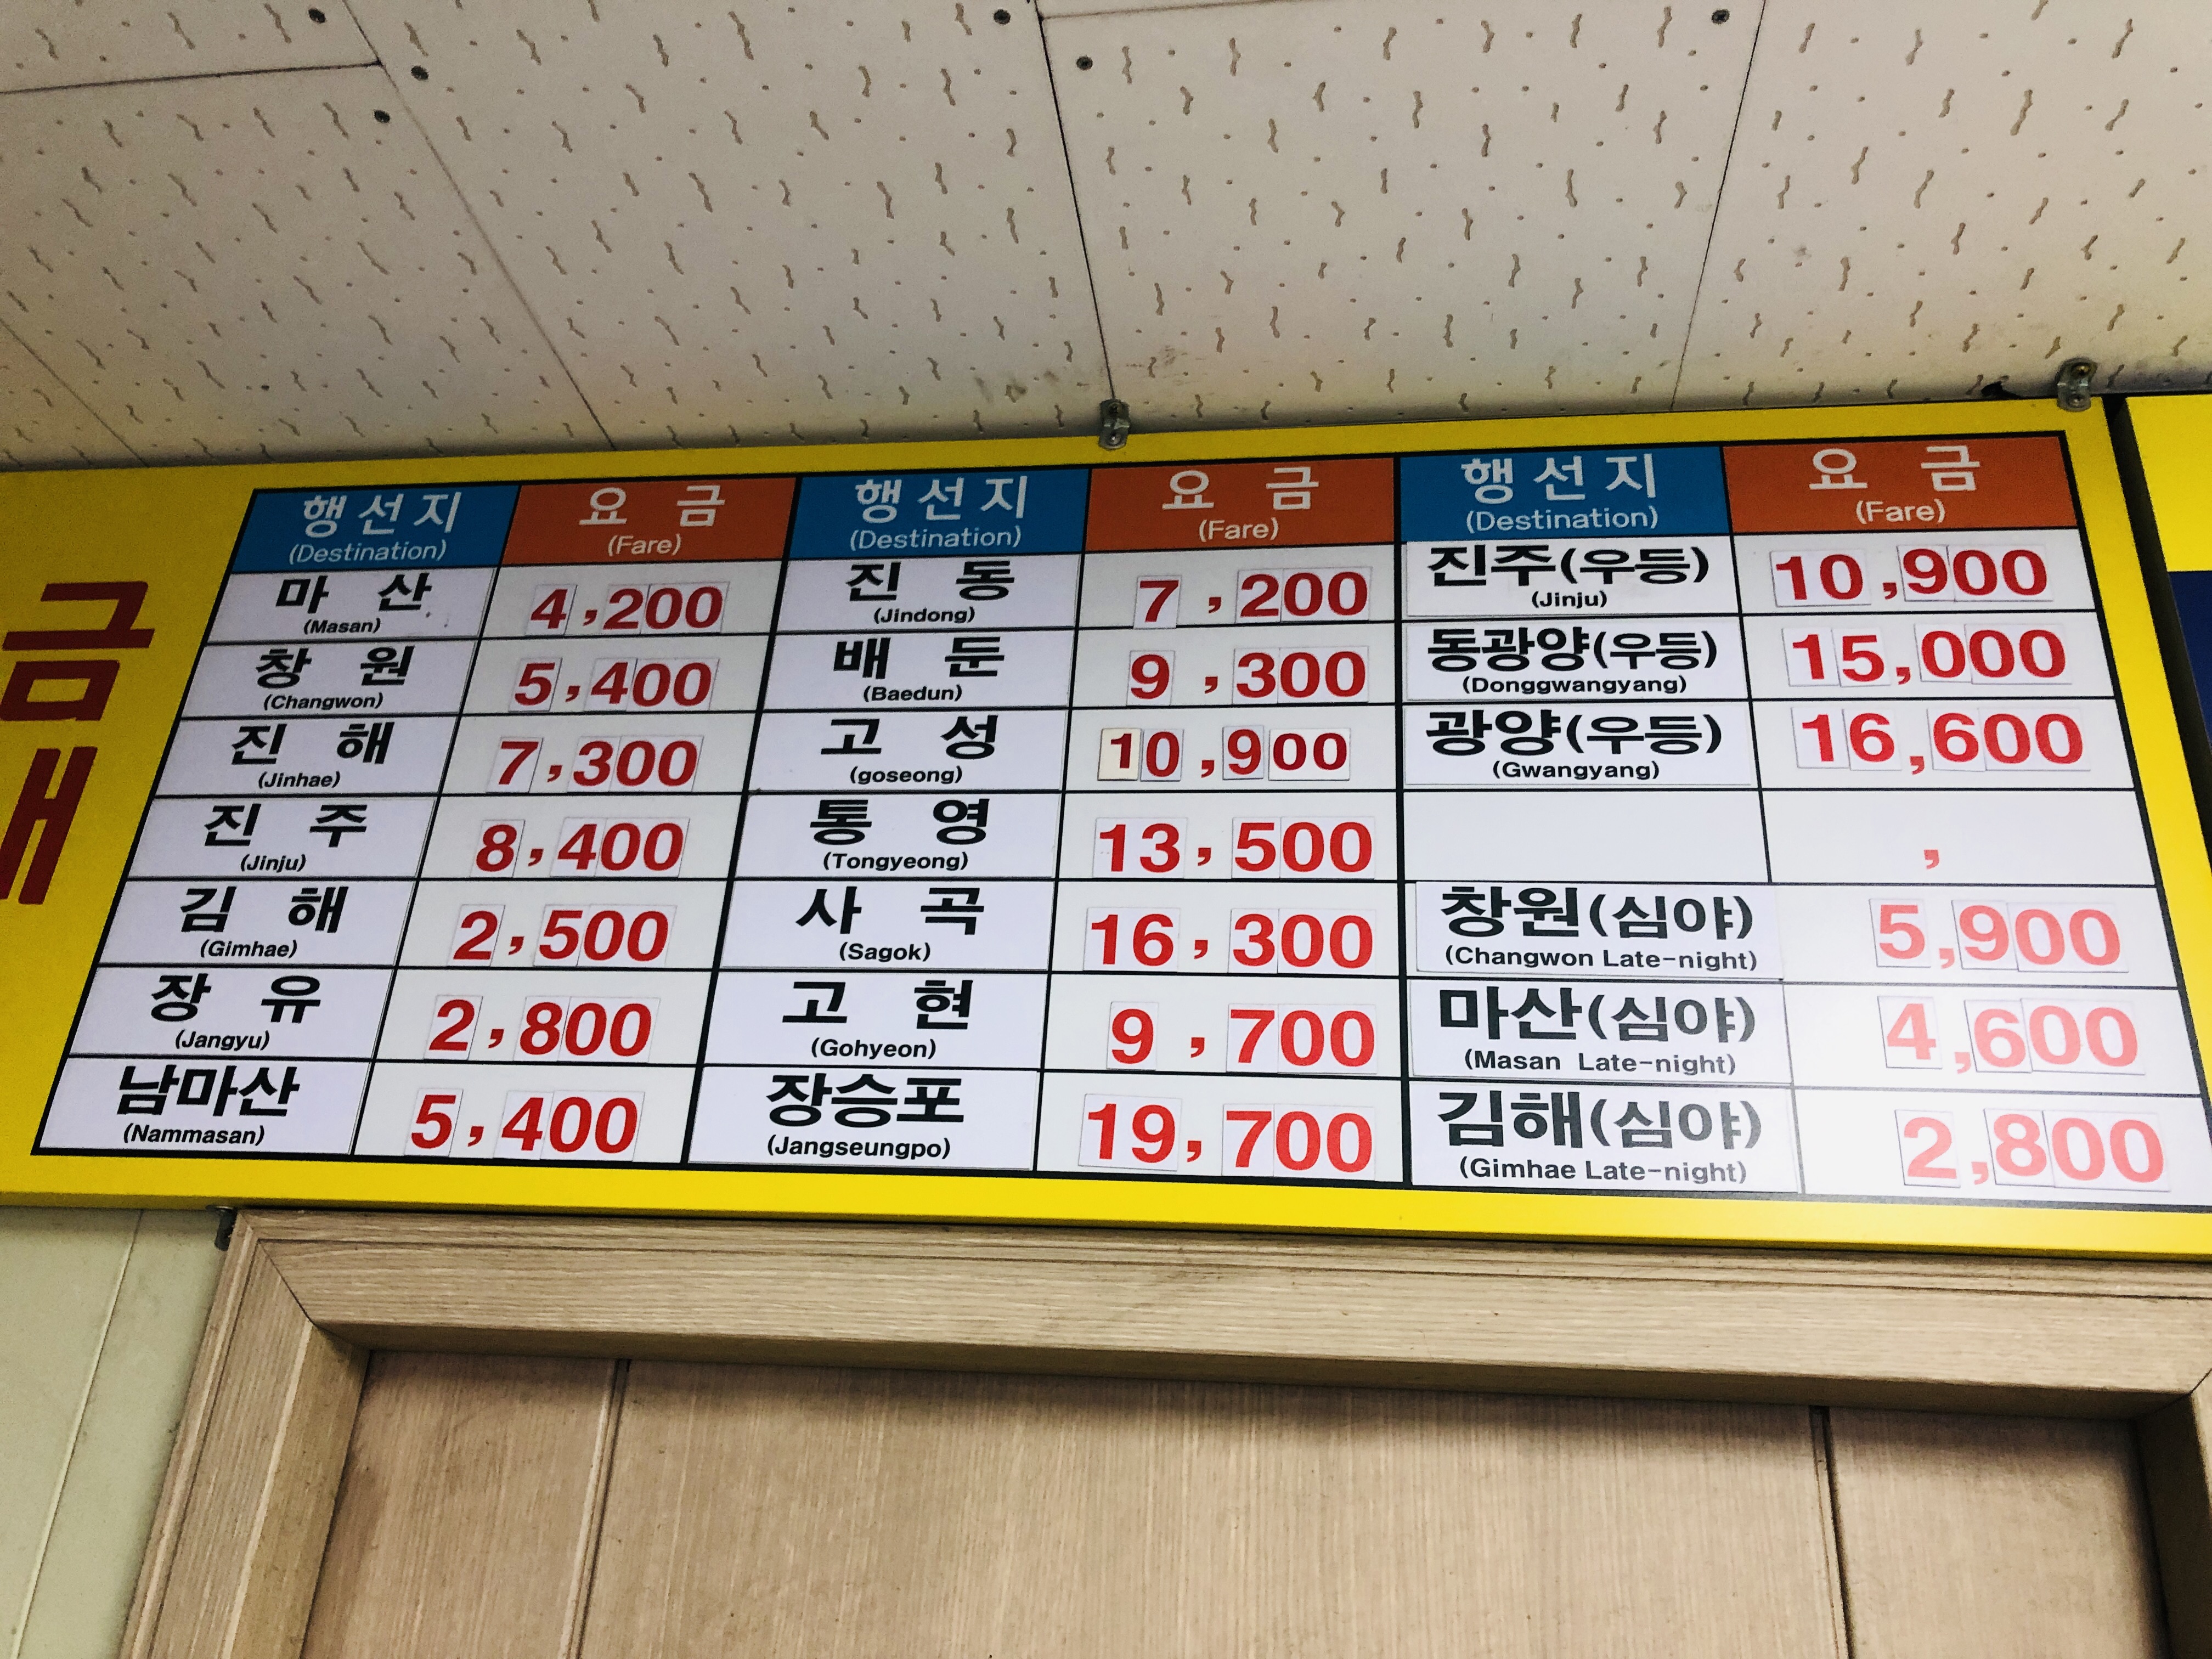 행선지 요 금 행선지 요 금 행선지 요 금
(Destination) (Fare) (Destination) (Fare) (Destination) (Fare)
마 산 4,200 진 동 7,200 진주(우등) 10,900
(Masan) (Jindong) (Jinju)
창 원 5,400 배 둔 9,300 동광양(우등) 15,000
(Changwon) (Baedun) (Donggwangyang)
진 해 7,300 고 성 10,900 광양(우등) 16,600
(Jinhae) (goseong) (Gwangyang)
진 주 8,400 통 영 13,500 ,
(Jinju) (Tongyeong)
김 해 2,500 사 곡 16,300 창원(심야) 5,900
(Gimhae) (Sagok) (Changwon Late-night)
장 유 2,800 고 현 9,700 마산(심야) 4,600
(Jangyu) (Gohyeon) (Masan Late-night)
남마산 5,400 장승포 19,700 김해(심야) 2,800
(Nammasan) (Jangseungpo) (Gimhae Late-night)
금